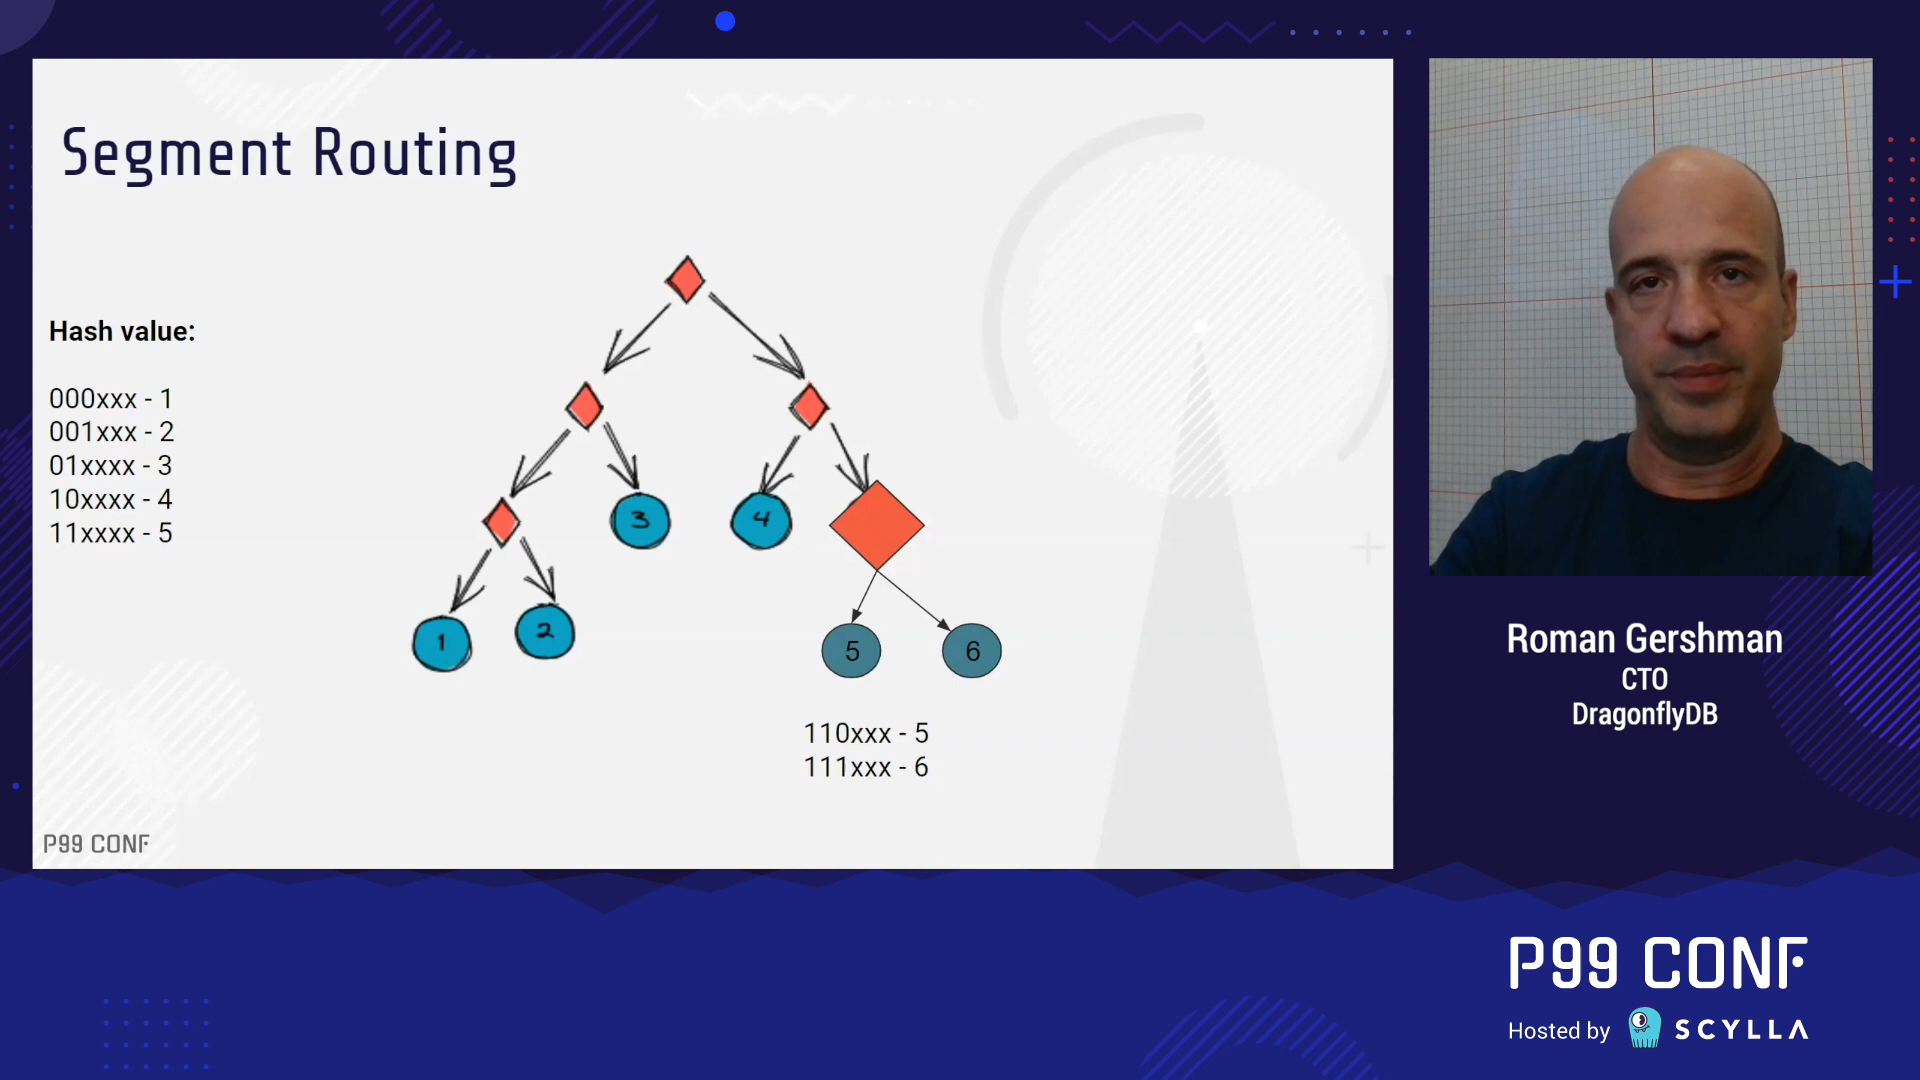 Segment Routing
Hash value:
000xxx - 1
001xxx - 2
01xxxx - 3
10xxxx - 4
11xxxx - 5
3
4
1
2
5
6
110xxx - 5
111xxx - 6
P99 CONF
Roman Gershman
CTO
DragonflyDB
P99 CONF
Hosted by SCYLLA